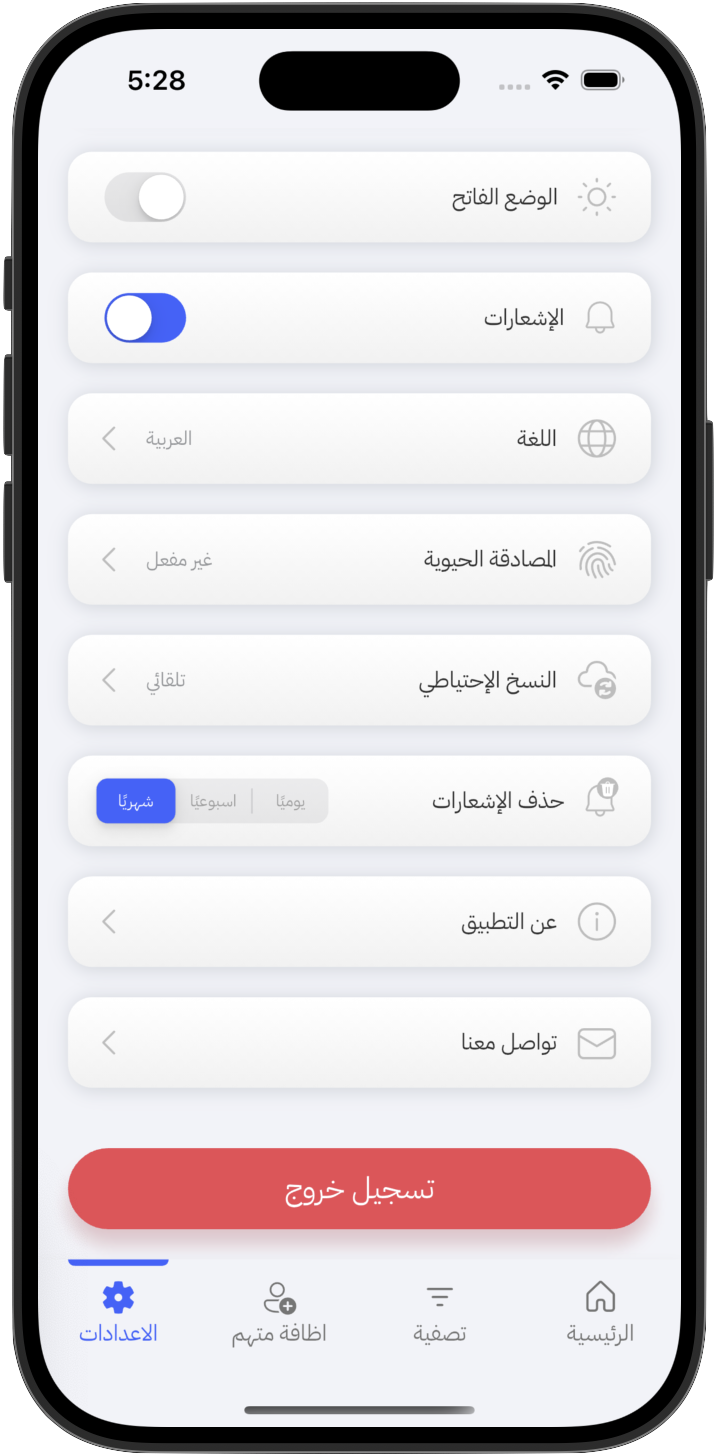 5:28
الوضع الفاتح
الإشعارات
اللغة العربية
المصادقة الحيوية غير مفعل
النسخ الإحتياطي تلقائي
حذف الإشعارات يوميًا اسبوعيًا شهريًا
عن التطبيق
تواصل معنا
تسجيل خروج
الرئيسية تصفية اظافة متهم الاعدادات